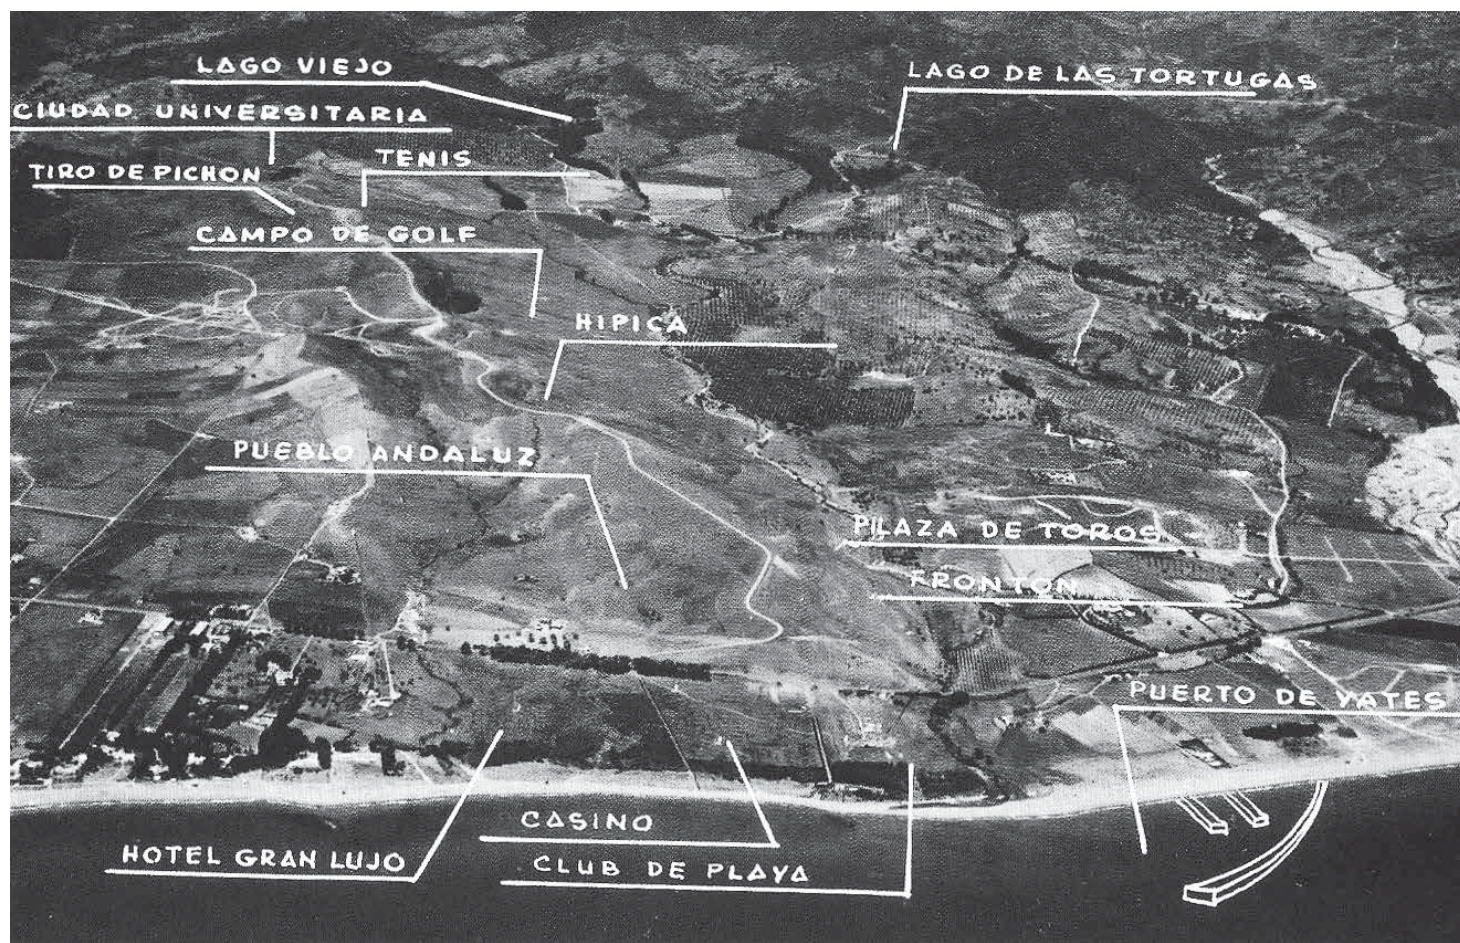 LAGO VIEJO
LAGO DE LAS TORTUGAS
CIUDAD UNIVERSITARIA
TENIS
TIRO DE PICHON
CAMPO DE GOLF
HIPICA
PUEBLO ANDALUZ
PLAZA DE TOROS
FRONTON
PUERTO DE YATES
CASINO
HOTEL GRAN LUJO
CLUB DE PLAYA